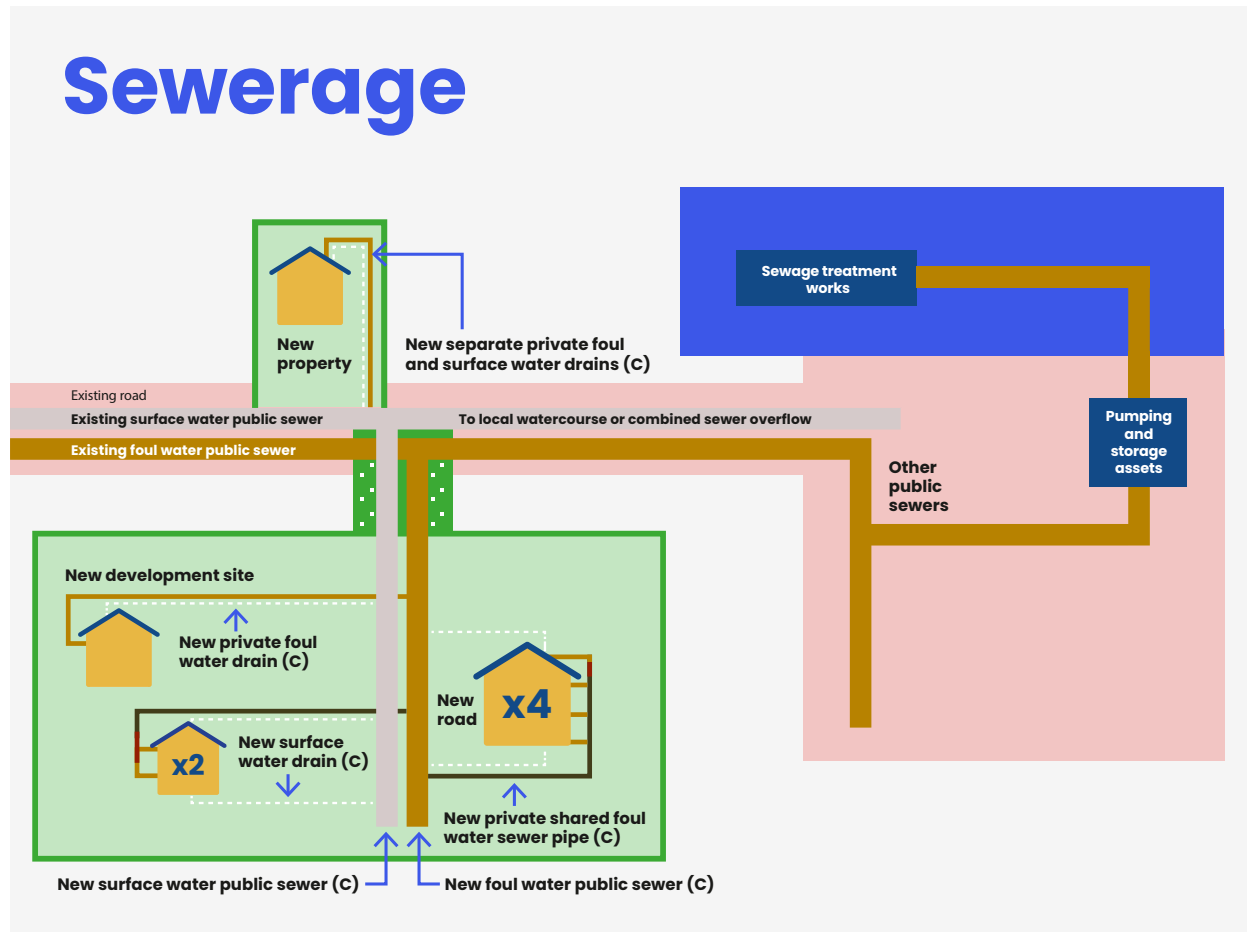 Sewerage
Sewage treatment
works
New
property
New separate private foul
and surface water drains (C)
Existing road
Existing surface water public sewer
To local watercourse or combined sewer overflow
Existing foul water public sewer
Pumping
and
storage
assets
Other
public
sewers
New development site
New private foul
water drain (C)
New
road
x4
New surface
water drain (C)
x2
New private shared foul
water sewer pipe (C)
New surface water public sewer (C)
New foul water public sewer (C)